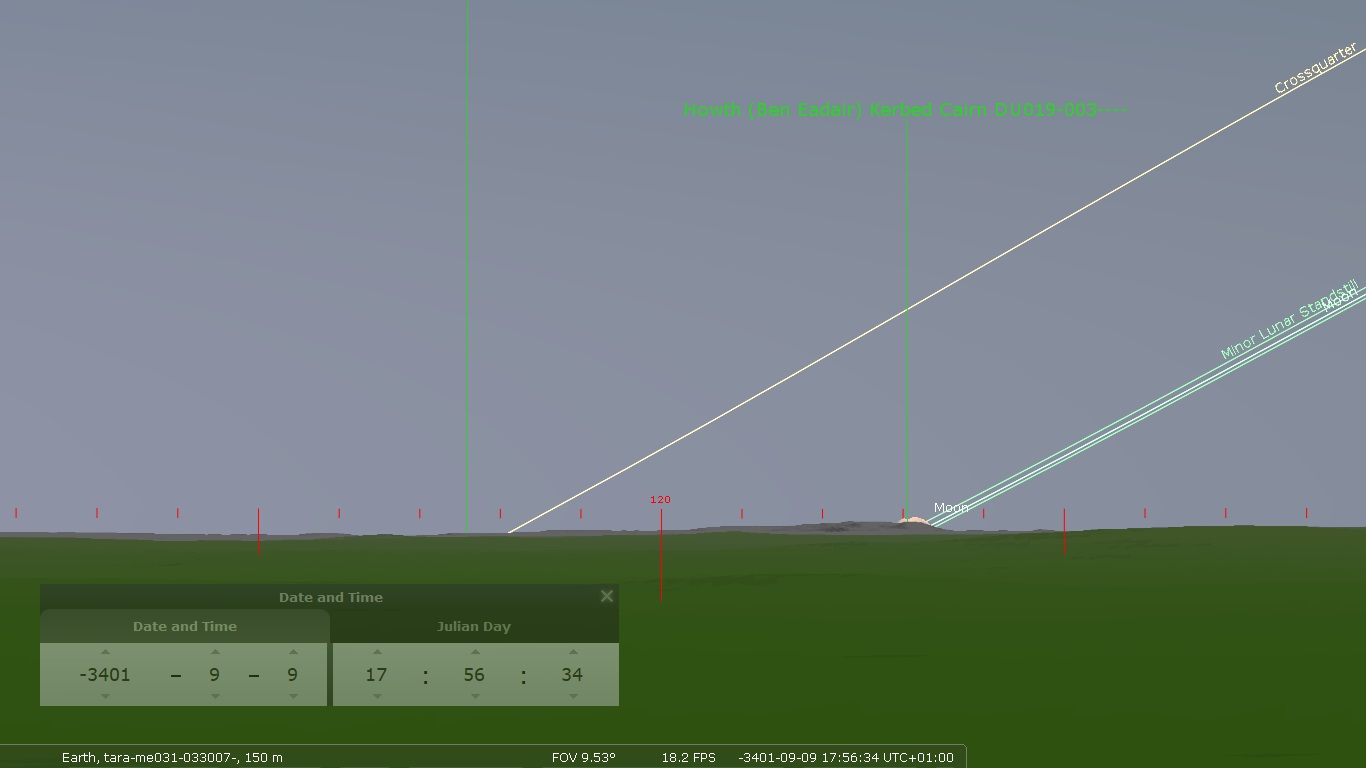 Crossquarter
Howth (Ben Eadair) Kerbed Cairn DU019-003----
Minor Lunar Standstill
Moon
120
Moon
Date and Time
Date and Time
Julian Day
-3401 – 9 – 9
17 : 56 : 34
Earth, tara-me031-033007-, 150 m
FOV 9.53°
18.2 FPS
-3401-09-09 17:56:34 UTC+01:00